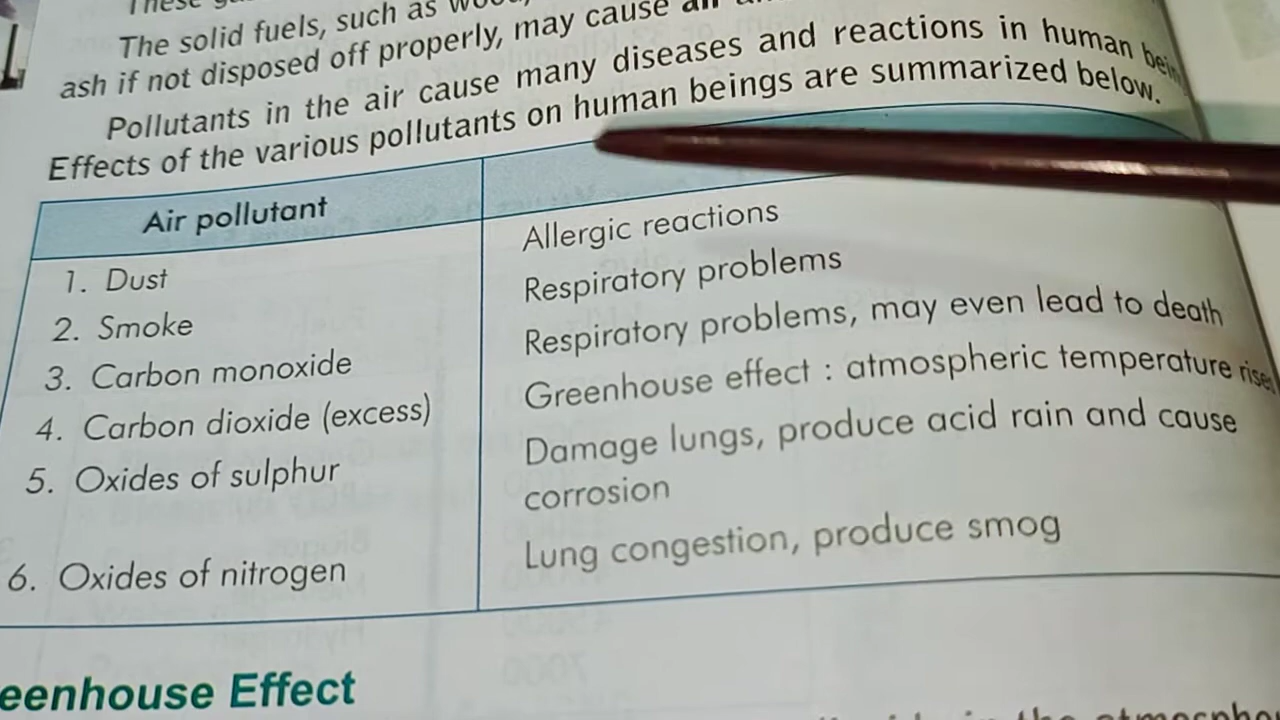 The solid fuels, such as
ash if not disposed off properly, may cause
Pollutants in the air cause many diseases and reactions in human
Effects of the various pollutants on human beings are summarized below.
Air pollutant
1. Dust
Allergic reactions
2. Smoke
Respiratory problems
3. Carbon monoxide
Respiratory problems, may even lead to death
4. Carbon dioxide (excess)
Greenhouse effect : atmospheric temperature rises
5. Oxides of sulphur
Damage lungs, produce acid rain and cause
corrosion
6. Oxides of nitrogen
Lung congestion, produce smog
eenhouse Effect
in the